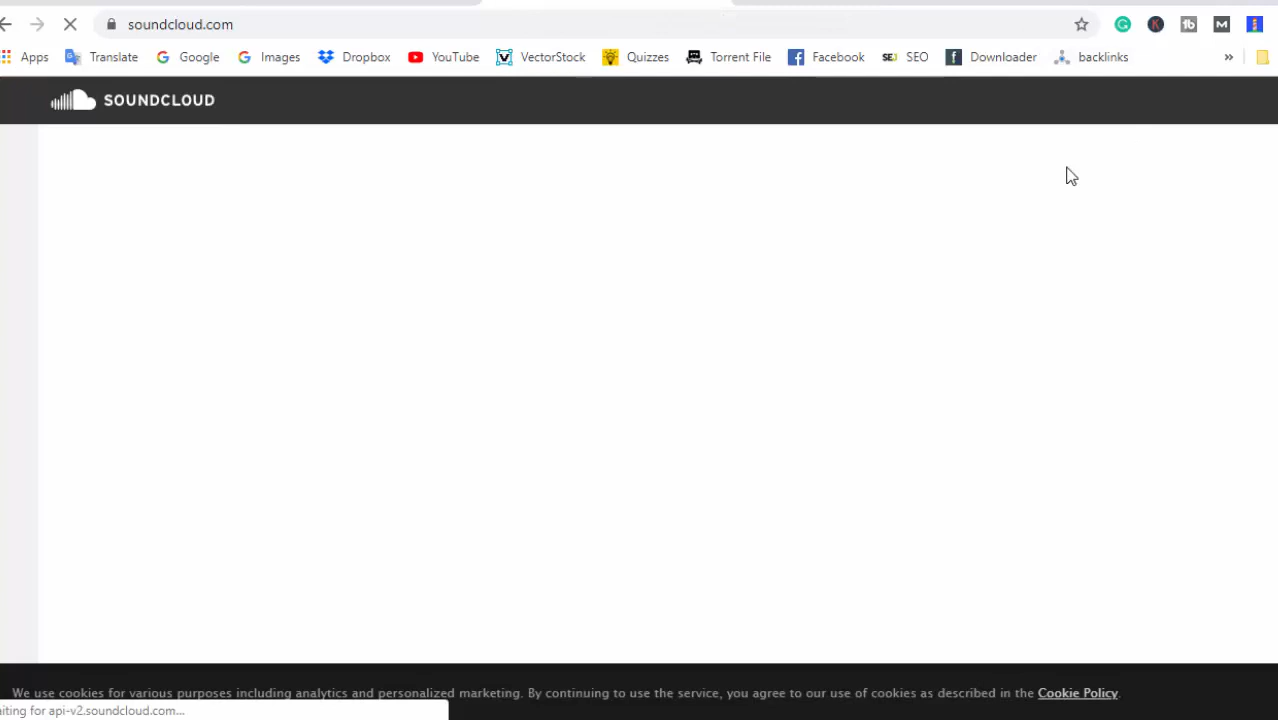 soundcloud.com
Apps Translate Google Images Dropbox YouTube VectorStock Quizzes Torrent File Facebook SEJ SEO f Downloader backlinks »
SOUNDCLOUD
We use cookies for various purposes including analytics and personalized marketing. By continuing to use the service, you agree to our use of cookies as described in the Cookie Policy.
aiting for api-v2.soundcloud.com...